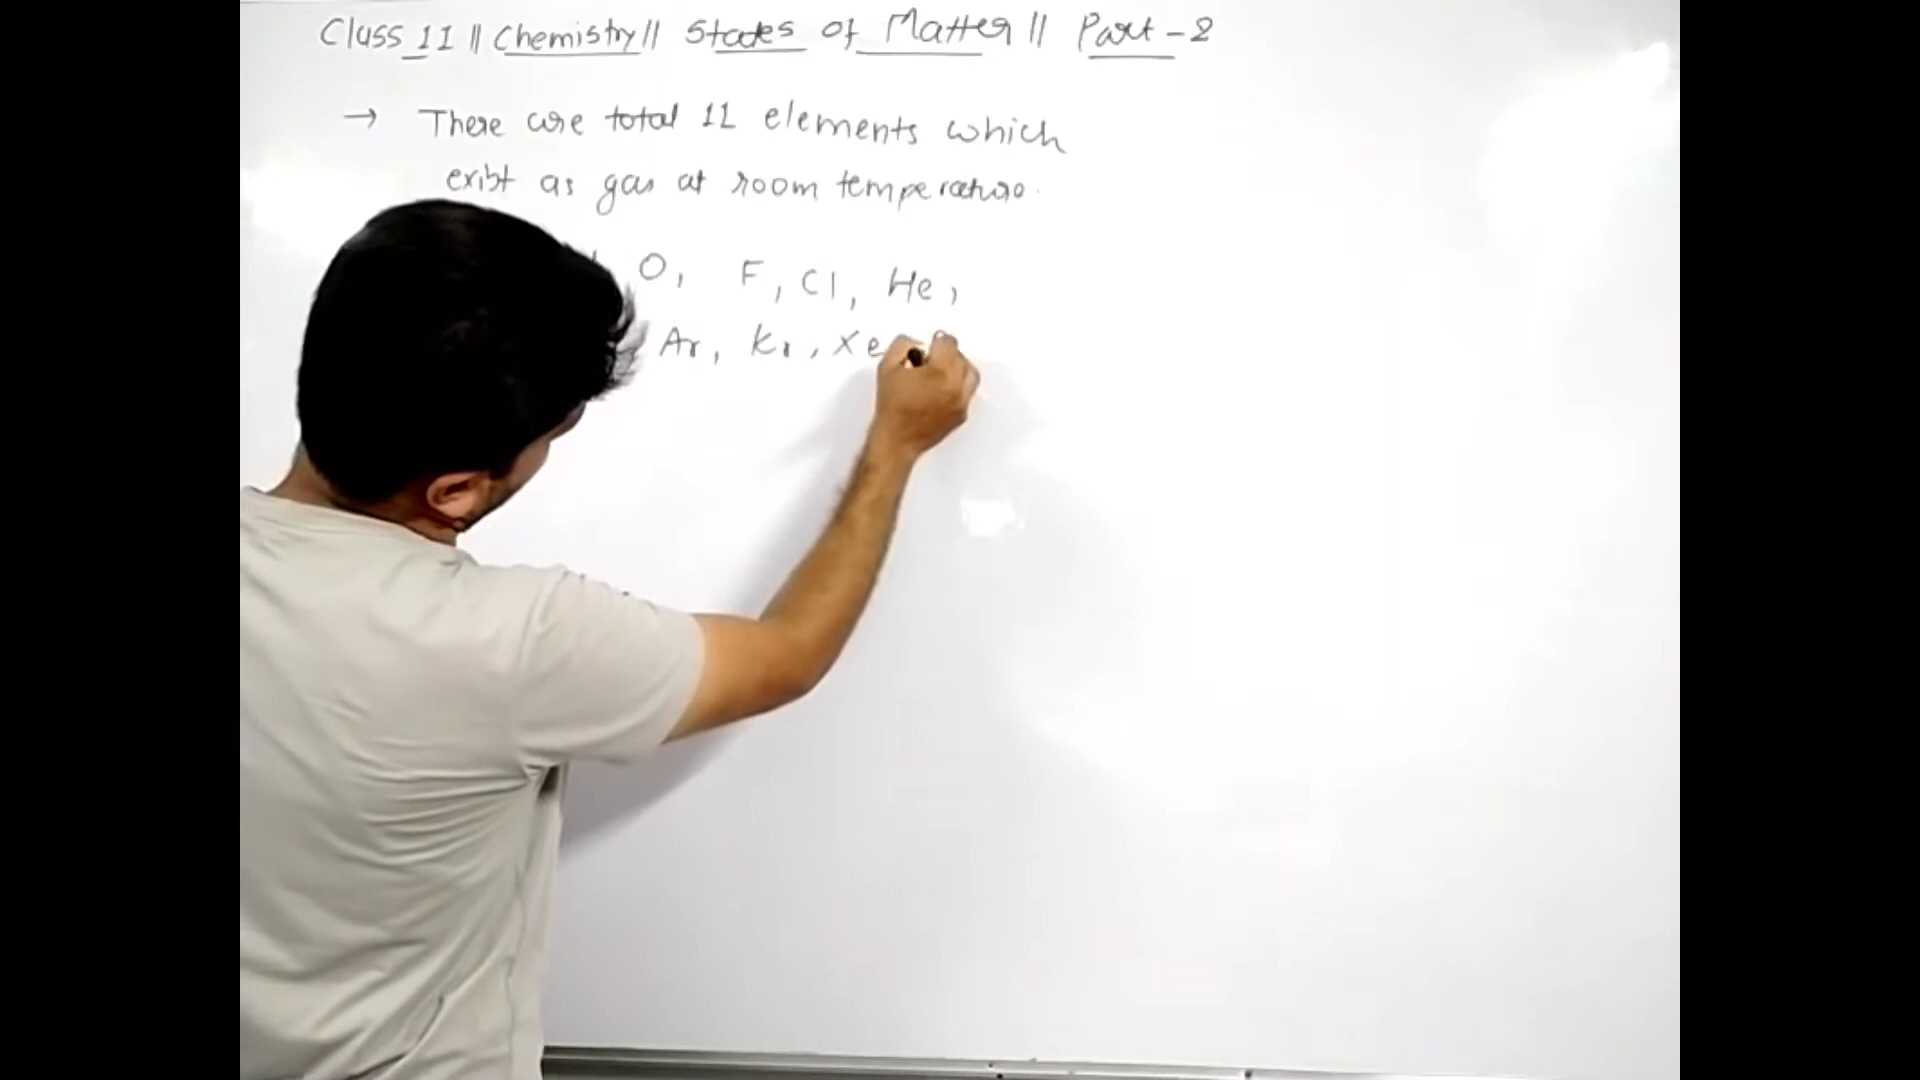 Class 11 || Chemistry || States of Matter || Part-2
→ There are total 11 elements which
exist as gas at room temperature.
O, F, Cl, He,
Ar, Kr, Xe